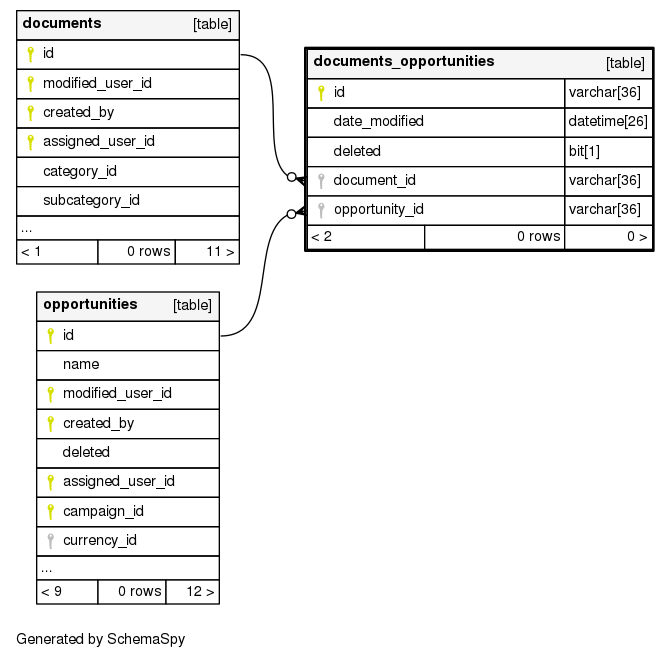 documents [table]
id
modified_user_id
created_by
assigned_user_id
category_id
subcategory_id
...
< 1 0 rows 11 >
documents_opportunities [table]
id varchar[36]
date_modified datetime[26]
deleted bit[1]
document_id varchar[36]
opportunity_id varchar[36]
< 2 0 rows 0 >
opportunities [table]
id
name
modified_user_id
created_by
deleted
assigned_user_id
campaign_id
currency_id
...
< 9 0 rows 12 >
Generated by SchemaSpy